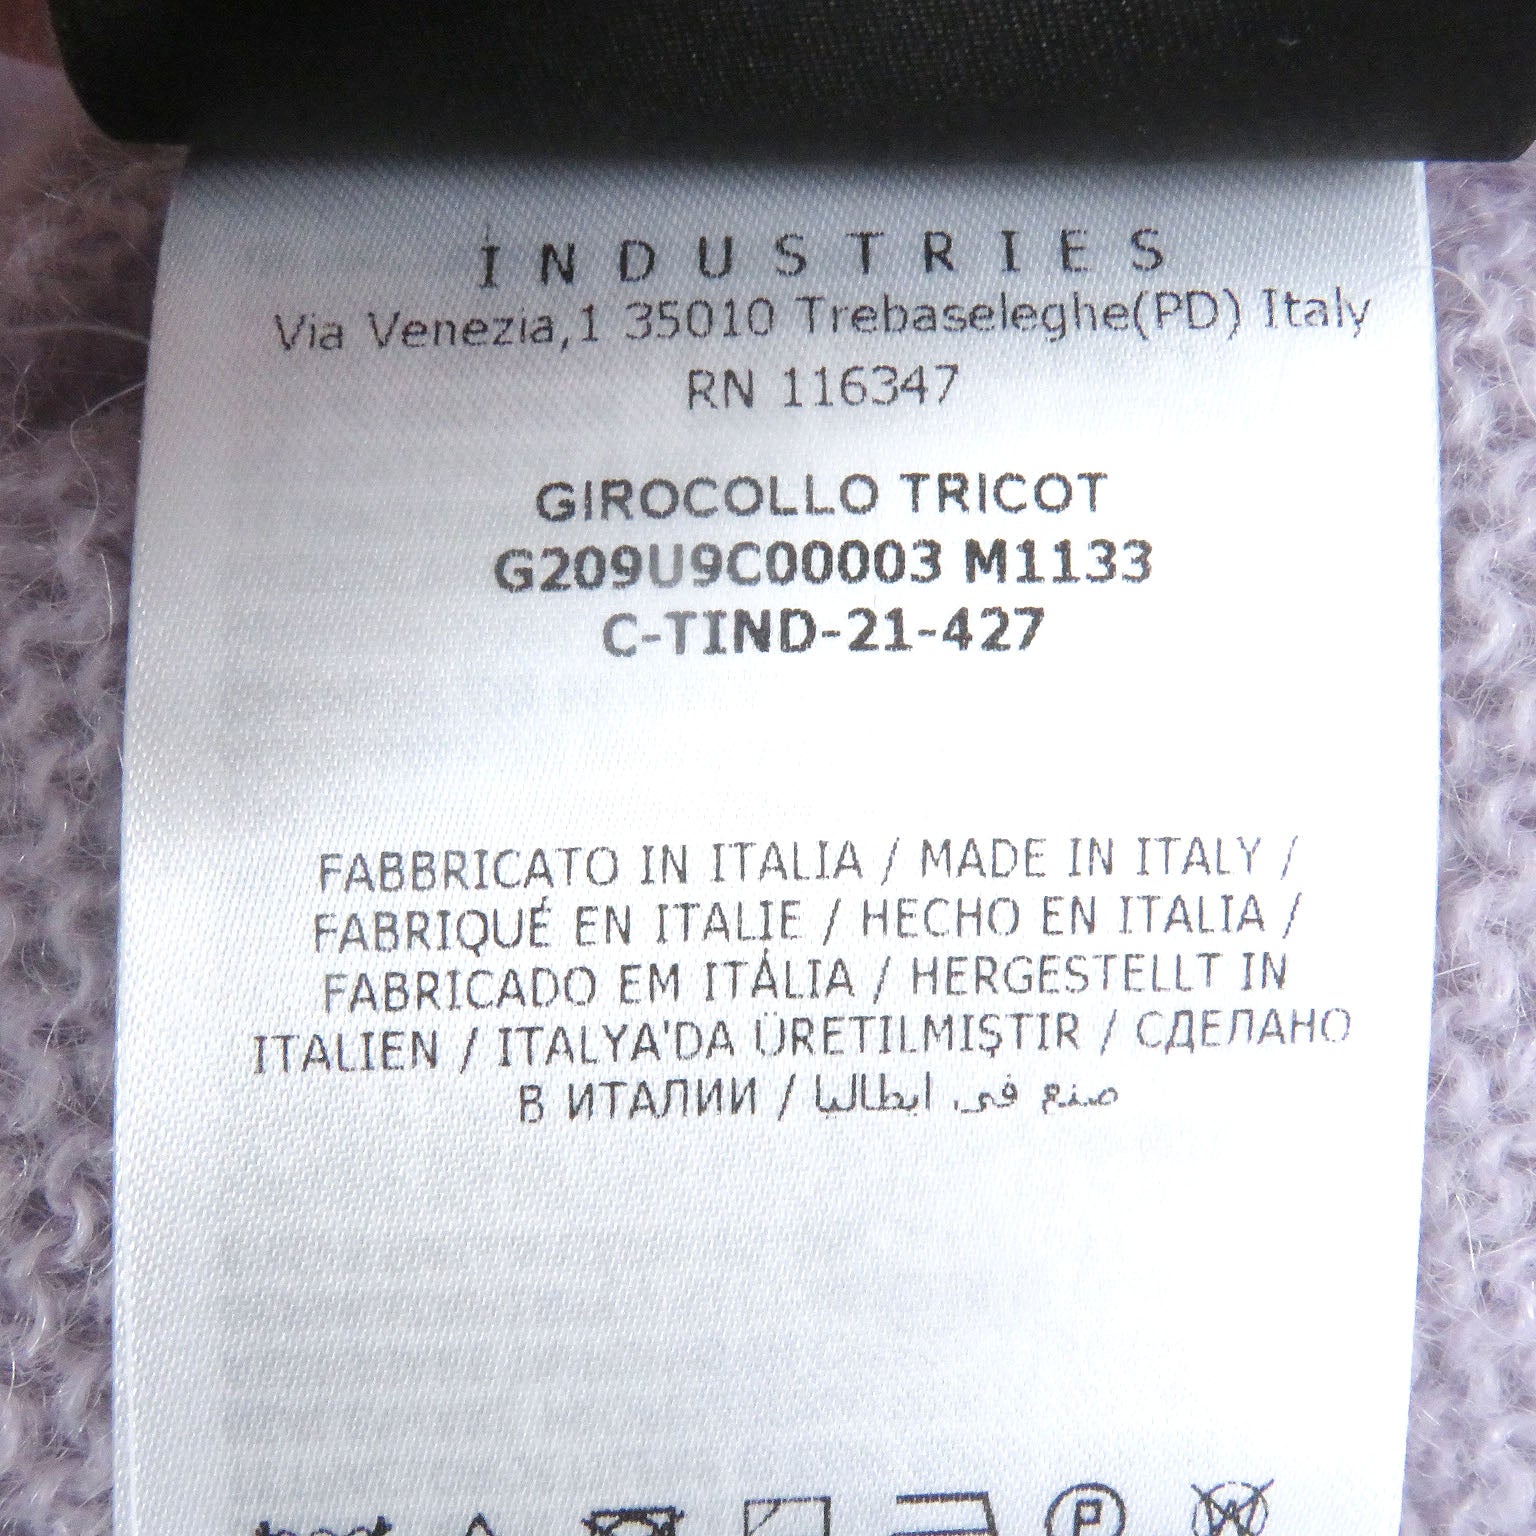 INDUSTRIES
Via Venezia,1 35010 Trebaseleghe(PD) Italy
RN 116347
GIROCOLLO TRICOT
G209U9C00003 M1133
C-TIND-21-427
FABBRICATO IN ITALIA / MADE IN ITALY /
FABRIQUÉ EN ITALIE / HECHO EN ITALIA /
FABRICADO EM ITÁLIA / HERGESTELLT IN
ITALIEN / ITALYA'DA ÜRETILMIŞTIR / СДЕЛАНО
В ИТАЛИИ / صنع في ايطاليا
P
W